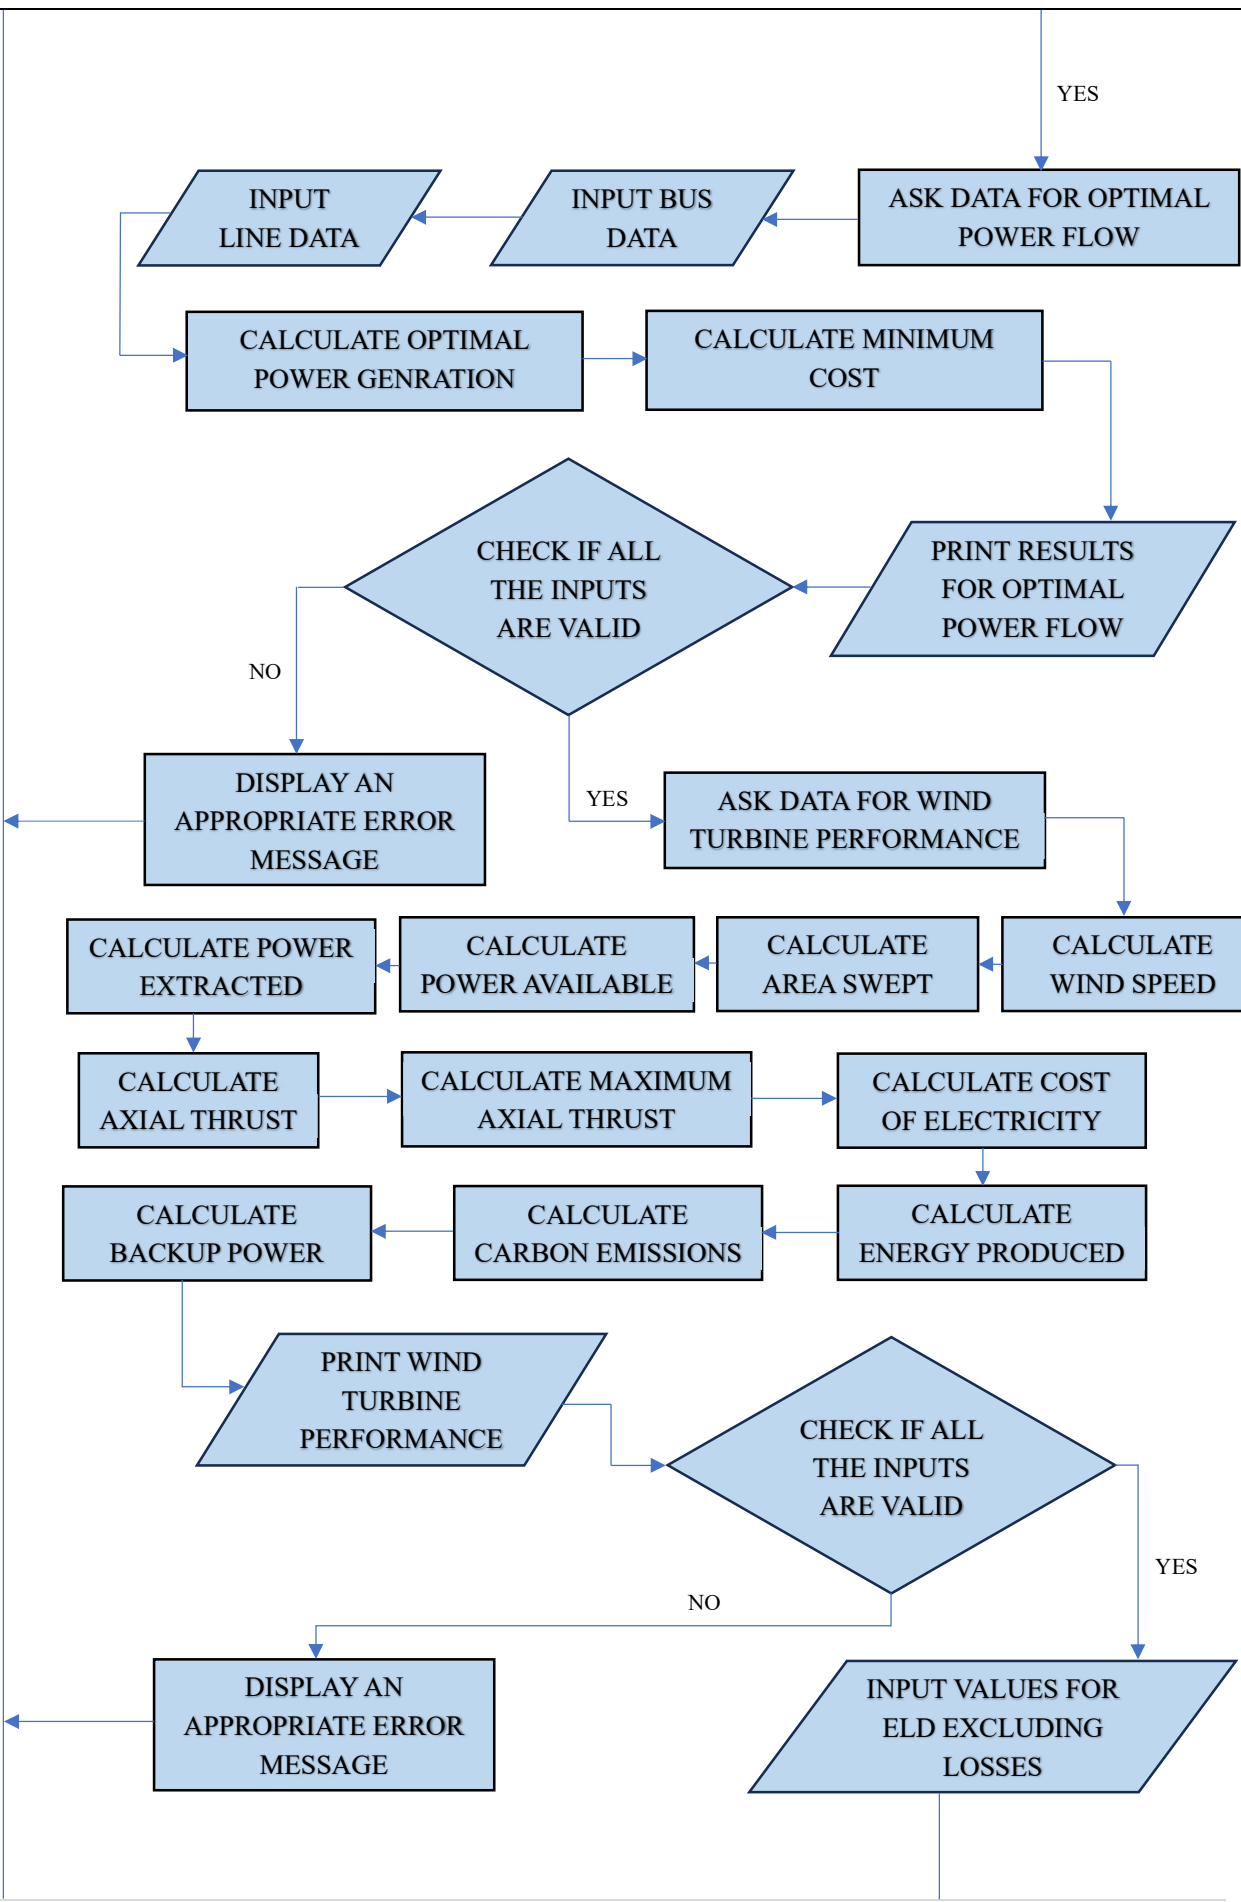 YES
ASK DATA FOR OPTIMAL
POWER FLOW
INPUT BUS
DATA
INPUT
LINE DATA
CALCULATE OPTIMAL
POWER GENRATION
CALCULATE MINIMUM
COST
PRINT RESULTS
FOR OPTIMAL
POWER FLOW
CHECK IF ALL
THE INPUTS
ARE VALID
NO
DISPLAY AN
APPROPRIATE ERROR
MESSAGE
YES
ASK DATA FOR WIND
TURBINE PERFORMANCE
CALCULATE
WIND SPEED
CALCULATE
AREA SWEPT
CALCULATE
POWER AVAILABLE
CALCULATE POWER
EXTRACTED
CALCULATE
AXIAL THRUST
CALCULATE MAXIMUM
AXIAL THRUST
CALCULATE COST
OF ELECTRICITY
CALCULATE
ENERGY PRODUCED
CALCULATE
CARBON EMISSIONS
CALCULATE
BACKUP POWER
PRINT WIND
TURBINE
PERFORMANCE
CHECK IF ALL
THE INPUTS
ARE VALID
NO
DISPLAY AN
APPROPRIATE ERROR
MESSAGE
YES
INPUT VALUES FOR
ELD EXCLUDING
LOSSES